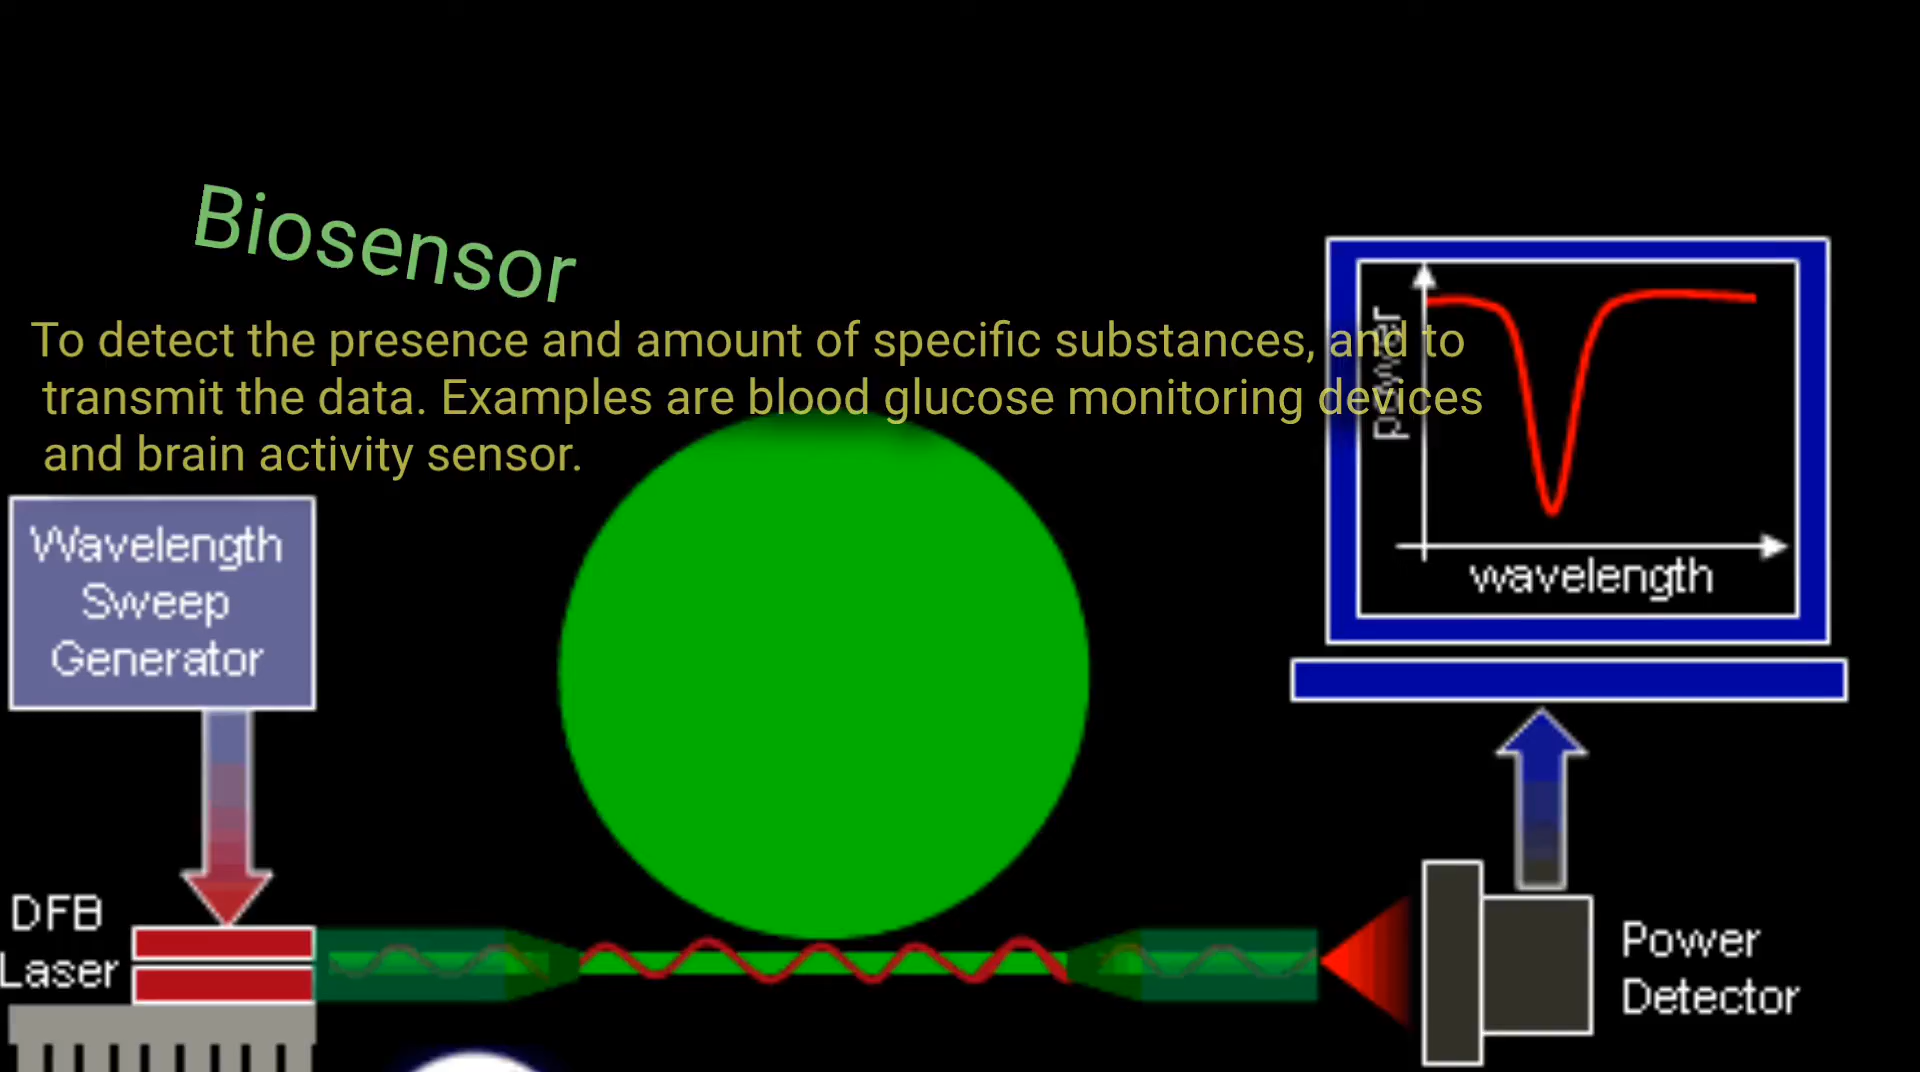 Biosensor
To detect the presence and amount of specific substances, and to
transmit the data. Examples are blood glucose monitoring devices
and brain activity sensor.
power
wavelength
Wavelength
Sweep
Generator
DFB
Laser
Power
Detector